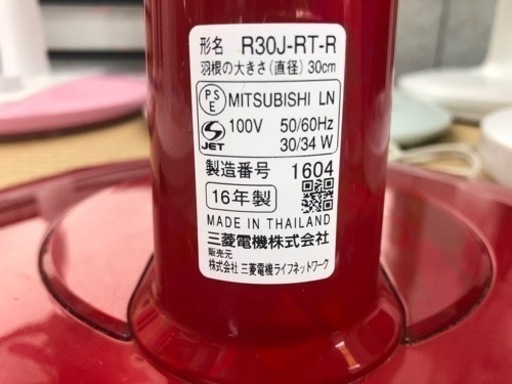 形名 R30J-RT-R
羽根の大きさ(直径) 30cm
PSE MITSUBISHI LN
JET 100V 50/60Hz
30/34 W
製造番号 1604
16年製
MADE IN THAILAND
三菱電機株式会社
販売元
株式会社 三菱電機ライフネットワーク